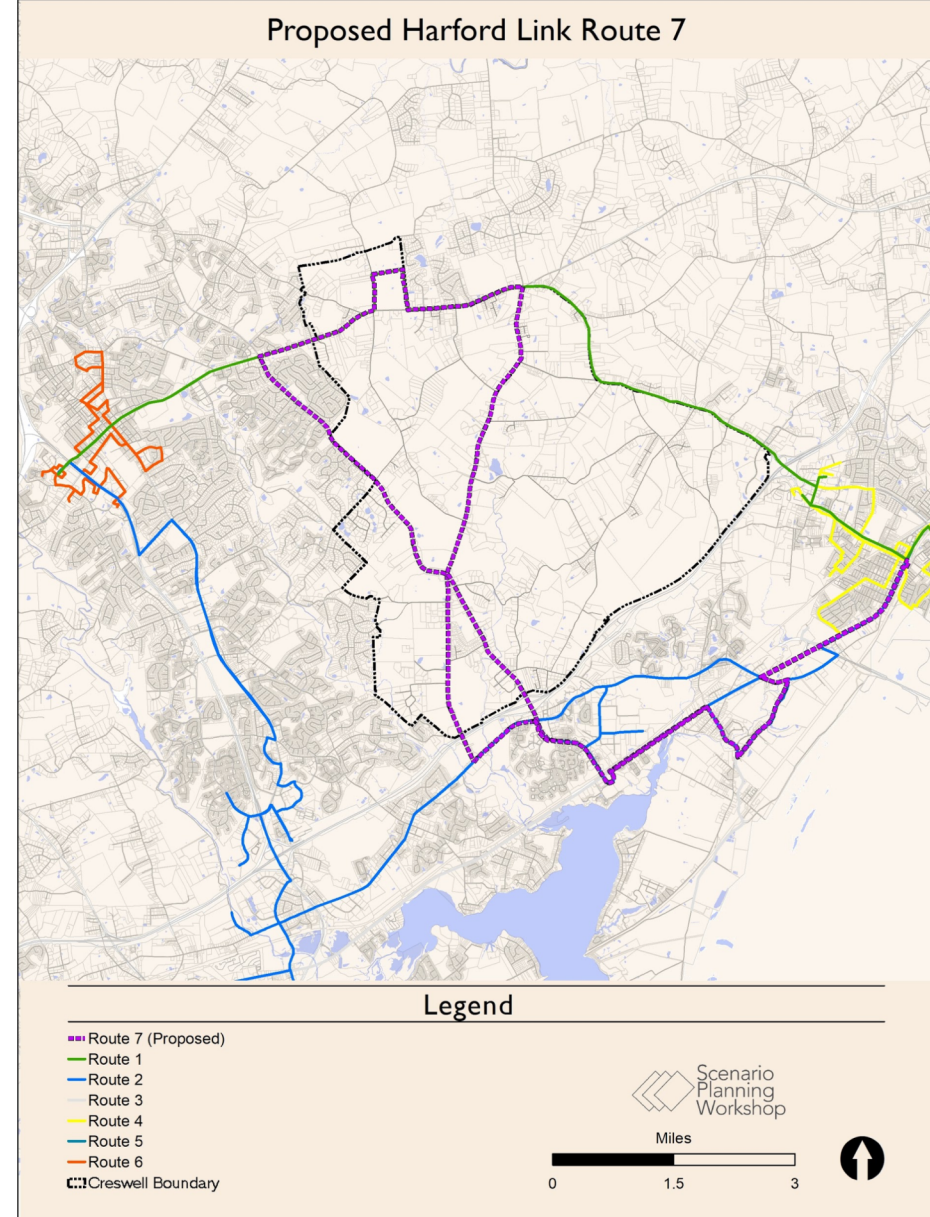 Proposed Harford Link Route 7
Legend
Route 7 (Proposed)
Route 1
Route 2
Route 3
Route 4
Route 5
Route 6
Creswell Boundary
Scenario
Planning
Workshop
Miles
0 1.5 3